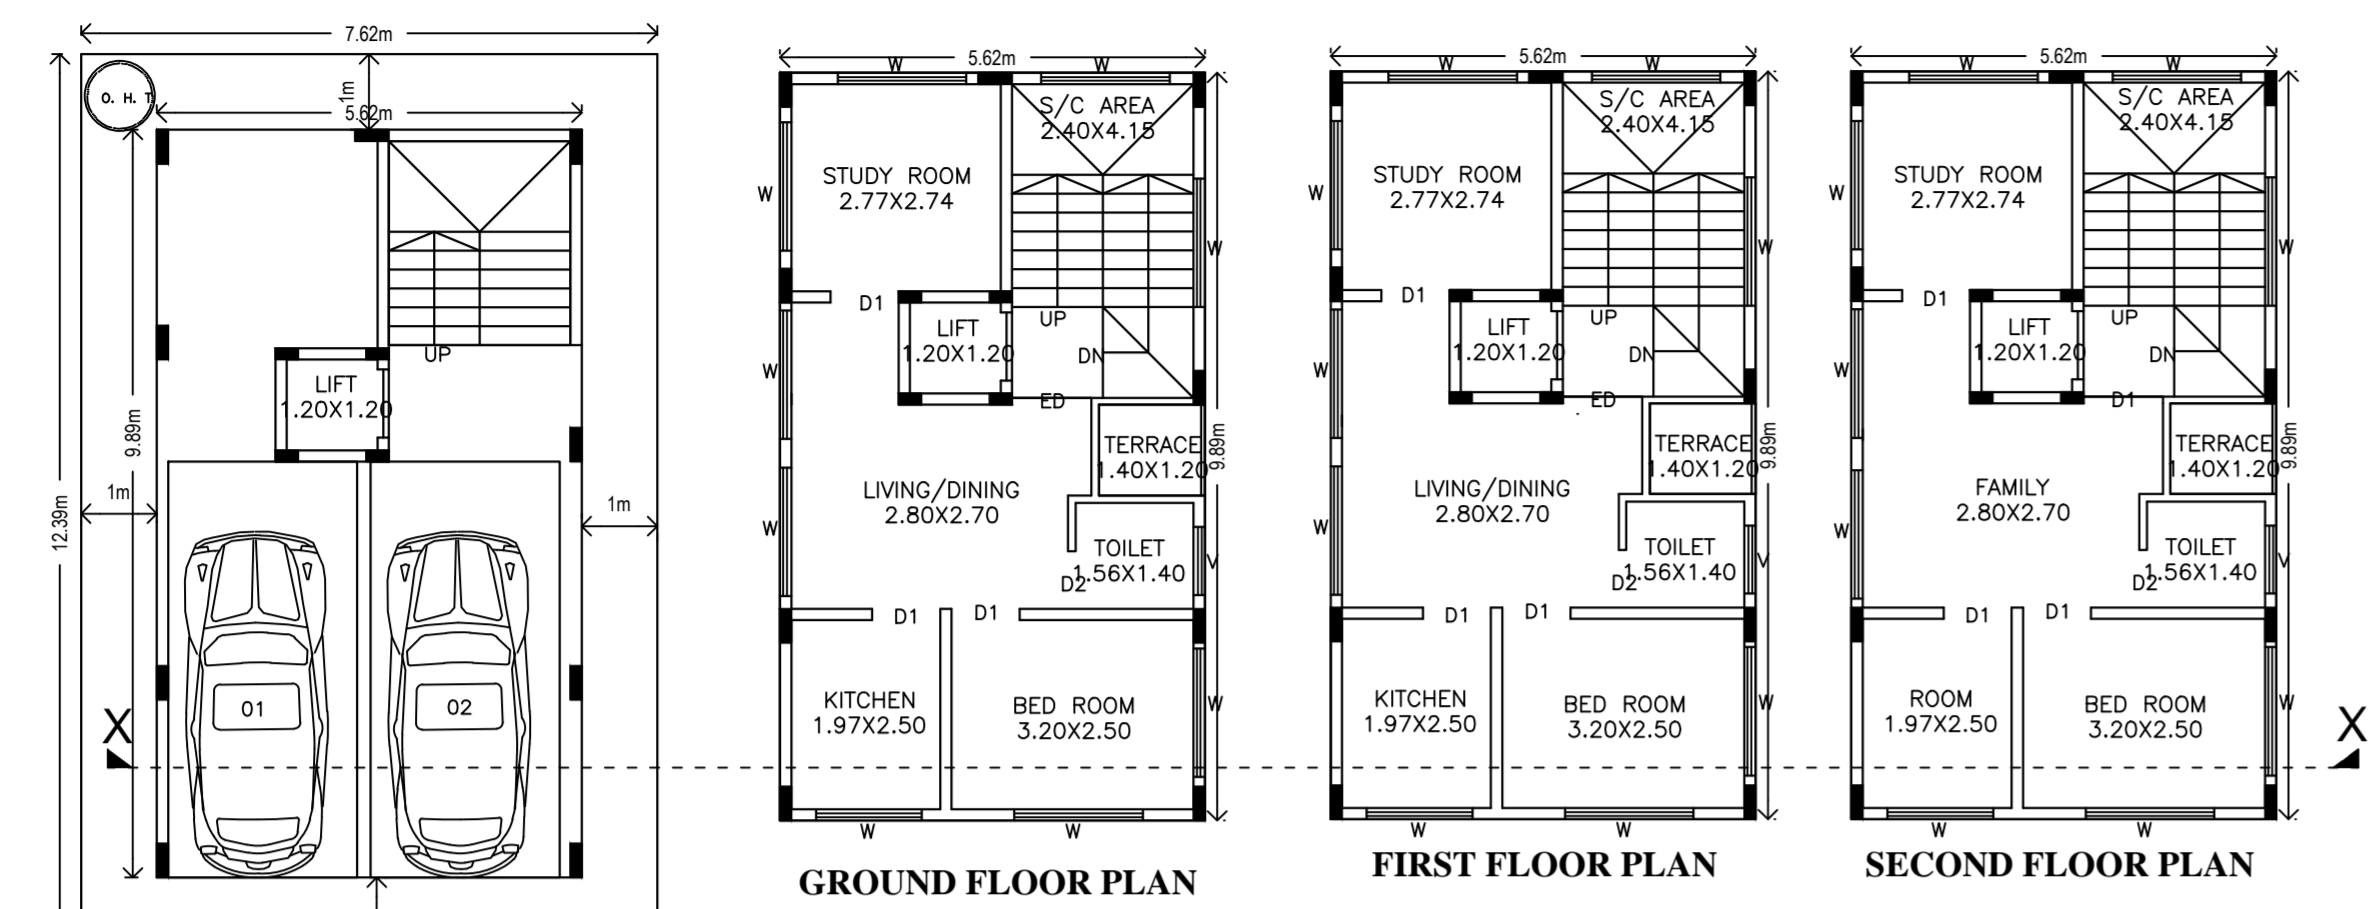 7.62m
O. H. T
1m
5.62m
9.89m
12.39m
1m
1m
UP
LIFT
1.20X1.20
01
02
X
5.62m
W
W
S/C AREA
2.40X4.15
STUDY ROOM
2.77X2.74
W
W
D1
LIFT
1.20X1.20
UP
DN
W
ED
TERRACE
1.40X1.20
9.89m
LIVING/DINING
2.80X2.70
W
TOILET
1.56X1.40
V
D2
D1
D1
KITCHEN
1.97X2.50
BED ROOM
3.20X2.50
W
W
W
GROUND FLOOR PLAN
5.62m
W
W
S/C AREA
2.40X4.15
STUDY ROOM
2.77X2.74
W
W
D1
LIFT
1.20X1.20
UP
DN
W
ED
TERRACE
1.40X1.20
9.89m
LIVING/DINING
2.80X2.70
W
TOILET
1.56X1.40
V
D2
D1
D1
KITCHEN
1.97X2.50
BED ROOM
3.20X2.50
W
W
W
FIRST FLOOR PLAN
5.62m
W
W
S/C AREA
2.40X4.15
STUDY ROOM
2.77X2.74
W
W
D1
LIFT
1.20X1.20
UP
DN
W
D1
TERRACE
1.40X1.20
9.89m
FAMILY
2.80X2.70
W
TOILET
1.56X1.40
V
D2
D1
D1
ROOM
1.97X2.50
BED ROOM
3.20X2.50
W
W
W
X
SECOND FLOOR PLAN